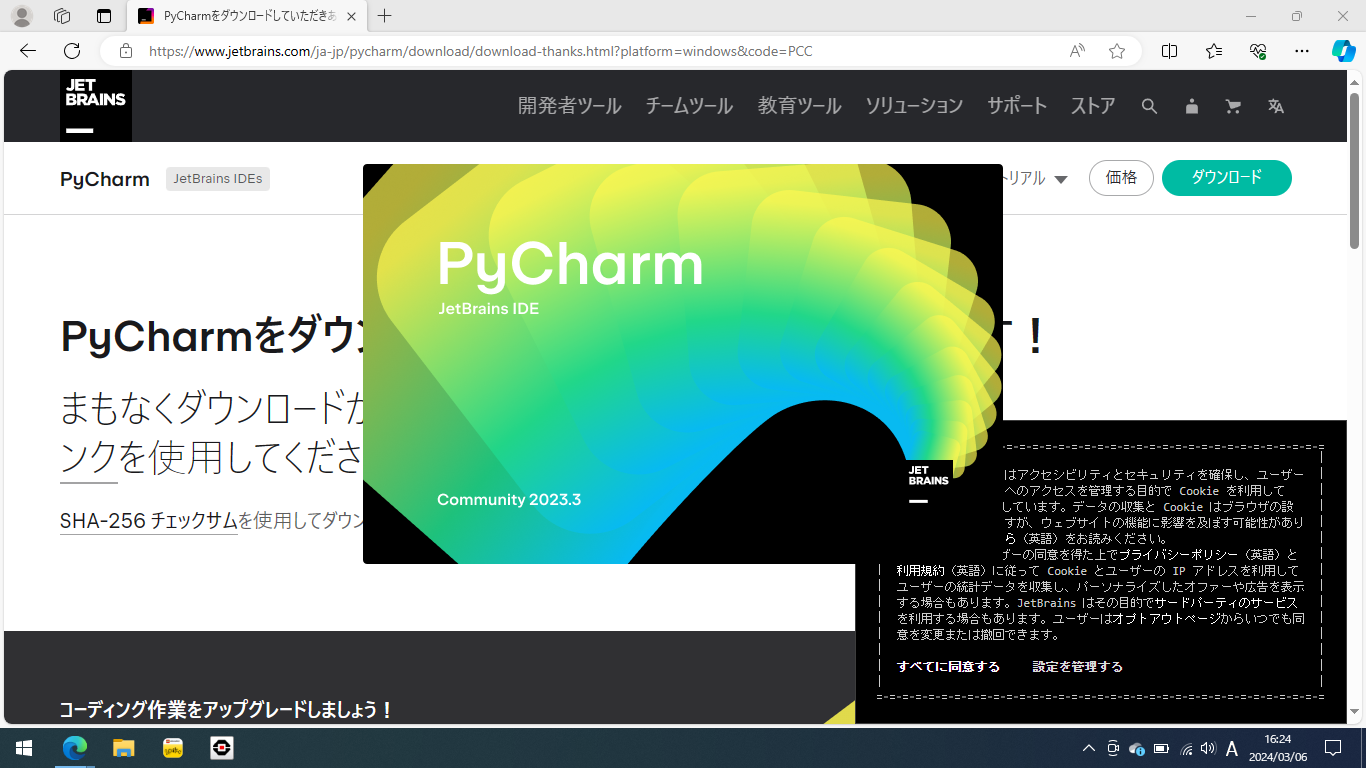 PyCharmをダウンロードしていただきあ
https://www.jetbrains.com/ja-jp/pycharm/download/download-thanks.html?platform=windows&code=PCC
JET
BRAINS
開発者ツール チームツール 教育ツール ソリューション サポート ストア
PyCharm JetBrains IDEs
トリアル 価格 ダウンロード
PyCharm
JetBrains IDE
Community 2023.3
JET
BRAINS
PyCharmをダウン
！
まもなくダウンロードが
ンクを使用してくださ
SHA-256 チェックサムを使用してダウン
はアクセシビリティとセキュリティを確保し、ユーザー
へのアクセスを管理する目的で Cookie を利用して
しています。データの収集と Cookie はブラウザの設
すが、ウェブサイトの機能に影響を及ぼす可能性があり
ら（英語）をお読みください。
ザーの同意を得た上でプライバシーポリシー（英語）と
利用規約（英語）に従って Cookie とユーザーの IP アドレスを利用して
ユーザーの統計データを収集し、パーソナライズしたオファーや広告を表示
する場合もあります。JetBrains はその目的でサードパーティのサービス
を利用する場合もあります。ユーザーはオプトアウトページからいつでも同
意を変更または撤回できます。
すべてに同意する 設定を管理する
コーディング作業をアップグレードしましょう！
A
16:24
2024/03/06